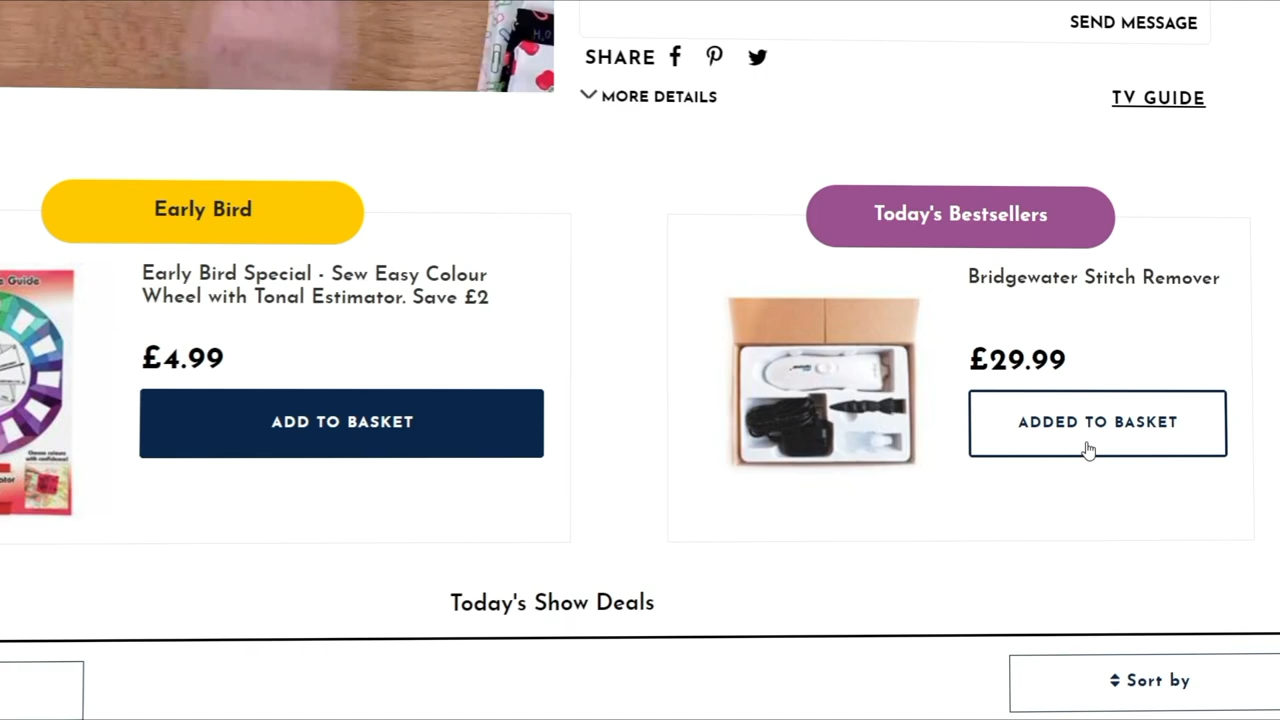 SEND MESSAGE
SHARE
MORE DETAILS
TV GUIDE
Early Bird
Early Bird Special - Sew Easy Colour
Wheel with Tonal Estimator. Save £2
£4.99
ADD TO BASKET
Guide
Today's Bestsellers
Bridgewater Stitch Remover
£29.99
ADDED TO BASKET
Today's Show Deals
Sort by